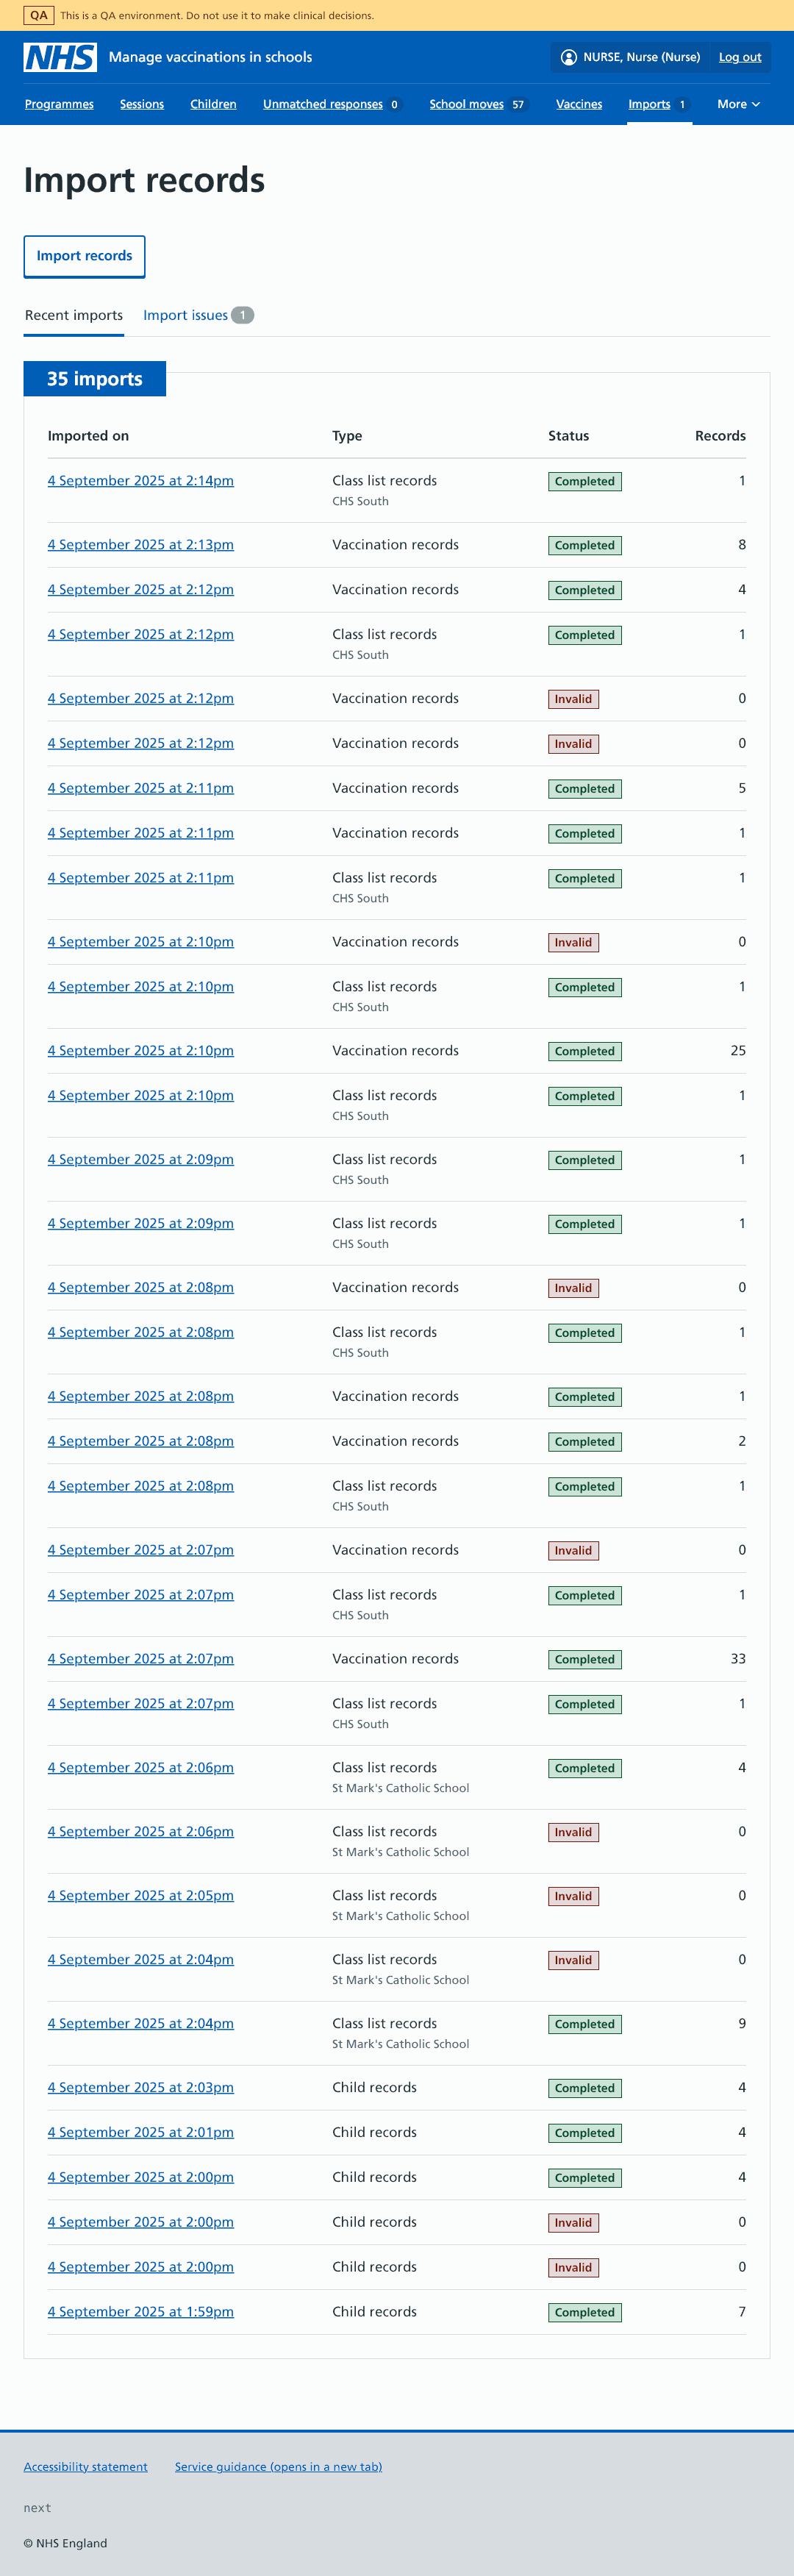 QA This is a QA environment. Do not use it to make clinical decisions.
NHS Manage vaccinations in schools NURSE, Nurse (Nurse) Log out
Programmes Sessions Children Unmatched responses 0 School moves 57 Vaccines Imports 1 More
Import records
Import records
Recent imports Import issues 1
35 imports
Imported on Type Status Records
4 September 2025 at 2:14pm Class list records Completed 1
CHS South
4 September 2025 at 2:13pm Vaccination records Completed 8
4 September 2025 at 2:12pm Vaccination records Completed 4
4 September 2025 at 2:12pm Class list records Completed 1
CHS South
4 September 2025 at 2:12pm Vaccination records Invalid 0
4 September 2025 at 2:12pm Vaccination records Invalid 0
4 September 2025 at 2:11pm Vaccination records Completed 5
4 September 2025 at 2:11pm Vaccination records Completed 1
4 September 2025 at 2:11pm Class list records Completed 1
CHS South
4 September 2025 at 2:10pm Vaccination records Invalid 0
4 September 2025 at 2:10pm Class list records Completed 1
CHS South
4 September 2025 at 2:10pm Vaccination records Completed 25
4 September 2025 at 2:10pm Class list records Completed 1
CHS South
4 September 2025 at 2:09pm Class list records Completed 1
CHS South
4 September 2025 at 2:09pm Class list records Completed 1
CHS South
4 September 2025 at 2:08pm Vaccination records Invalid 0
4 September 2025 at 2:08pm Class list records Completed 1
CHS South
4 September 2025 at 2:08pm Vaccination records Completed 1
4 September 2025 at 2:08pm Vaccination records Completed 2
4 September 2025 at 2:08pm Class list records Completed 1
CHS South
4 September 2025 at 2:07pm Vaccination records Invalid 0
4 September 2025 at 2:07pm Class list records Completed 1
CHS South
4 September 2025 at 2:07pm Vaccination records Completed 33
4 September 2025 at 2:07pm Class list records Completed 1
CHS South
4 September 2025 at 2:06pm Class list records Completed 4
St Mark's Catholic School
4 September 2025 at 2:06pm Class list records Invalid 0
St Mark's Catholic School
4 September 2025 at 2:05pm Class list records Invalid 0
St Mark's Catholic School
4 September 2025 at 2:04pm Class list records Invalid 0
St Mark's Catholic School
4 September 2025 at 2:04pm Class list records Completed 9
St Mark's Catholic School
4 September 2025 at 2:03pm Child records Completed 4
4 September 2025 at 2:01pm Child records Completed 4
4 September 2025 at 2:00pm Child records Completed 4
4 September 2025 at 2:00pm Child records Invalid 0
4 September 2025 at 2:00pm Child records Invalid 0
4 September 2025 at 1:59pm Child records Completed 7
Accessibility statement Service guidance (opens in a new tab)
next
© NHS England